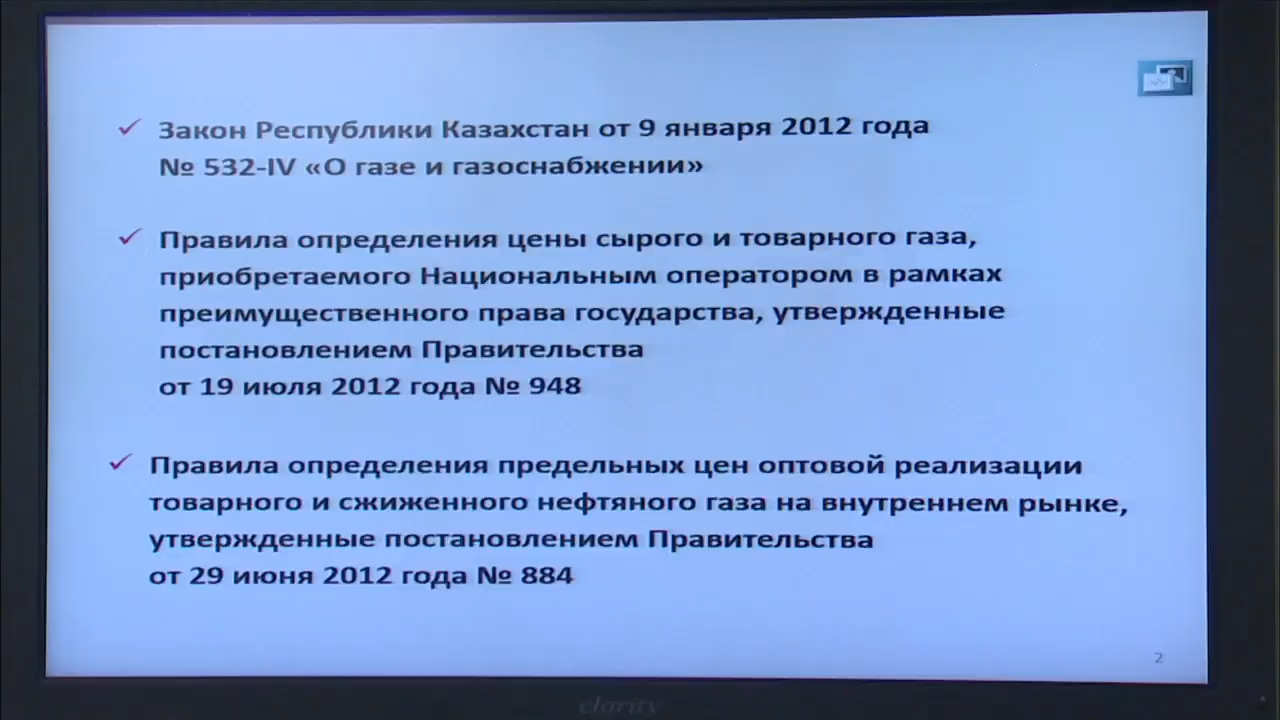 Закон Республики Казахстан от 9 января 2012 года
№ 532-IV «О газе и газоснабжении»
Правила определения цены сырого и товарного газа,
приобретаемого Национальным оператором в рамках
преимущественного права государства, утвержденные
постановлением Правительства
от 19 июля 2012 года № 948
Правила определения предельных цен оптовой реализации
товарного и сжиженного нефтяного газа на внутреннем рынке,
утвержденные постановлением Правительства
от 29 июня 2012 года № 884
2
clarity